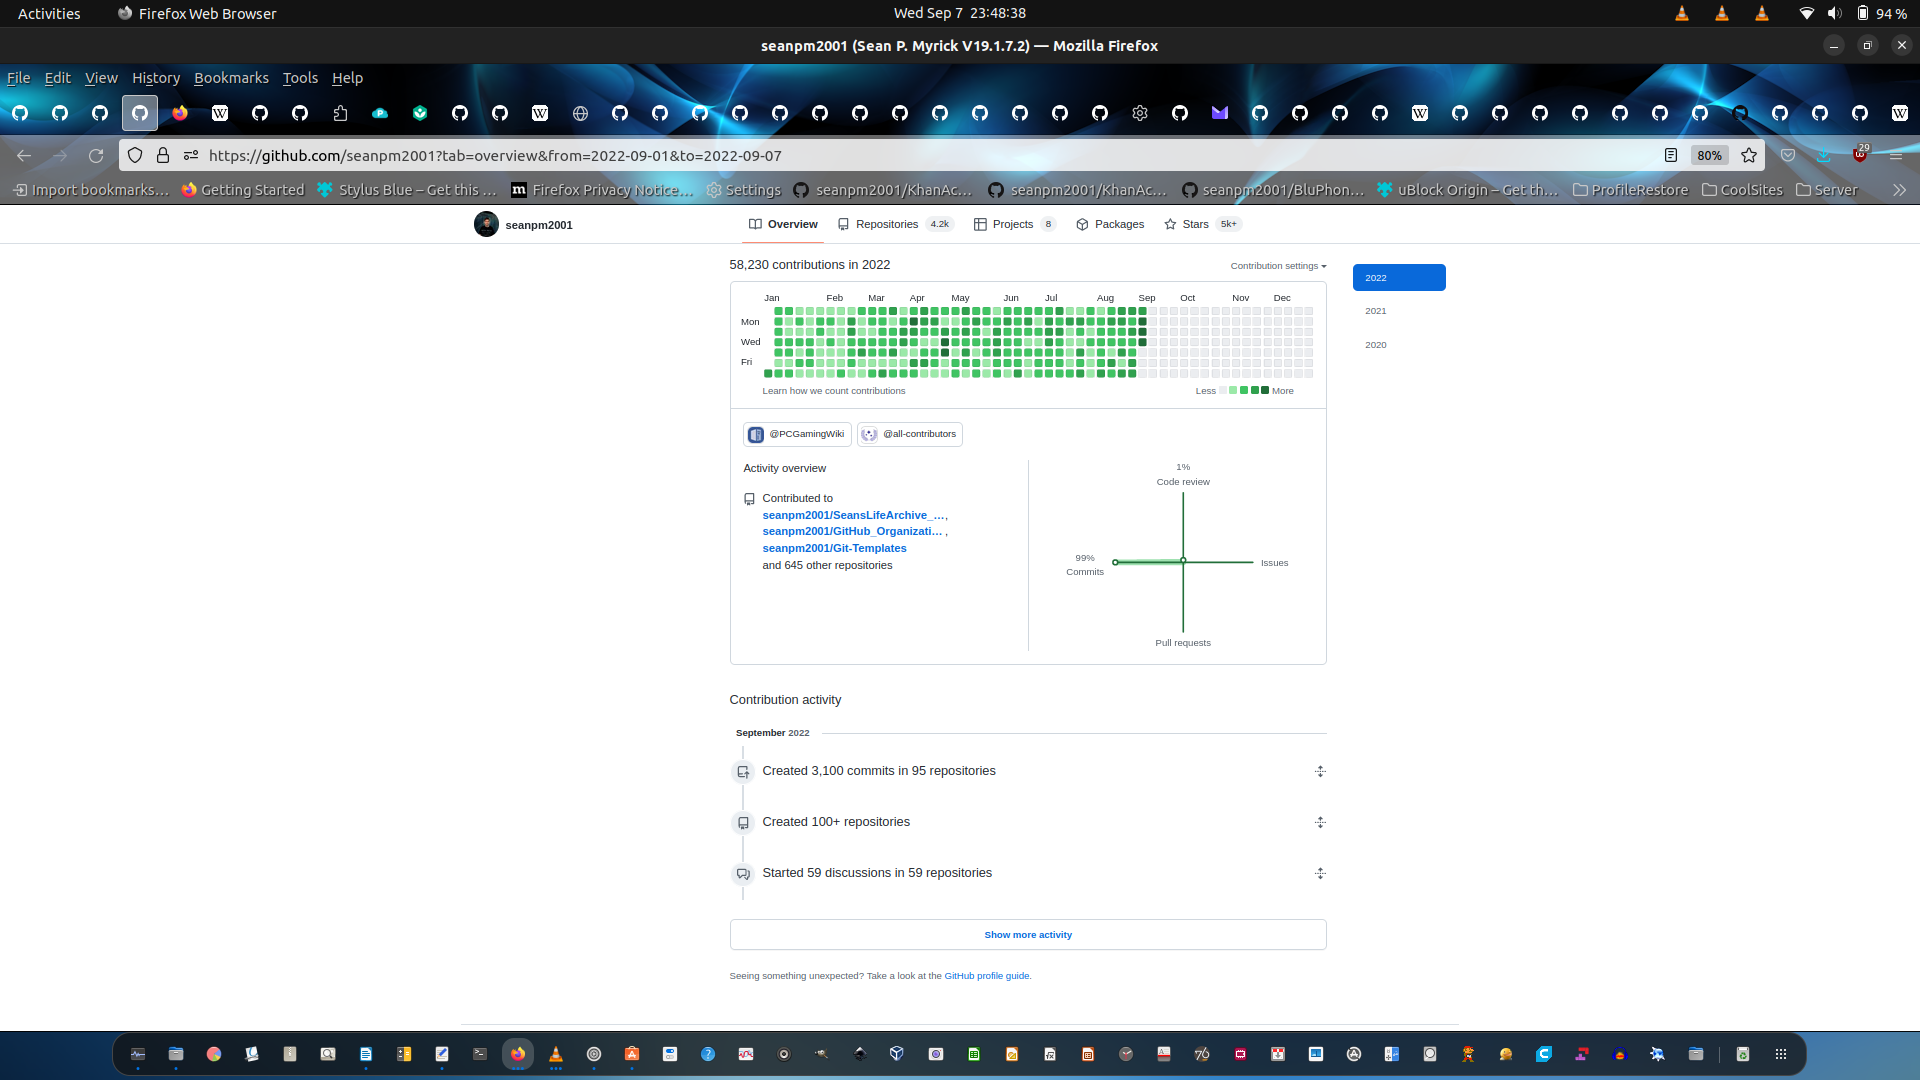 Activities Firefox Web Browser Wed Sep 7 23:48:38 94 %
seanpm2001 (Sean P. Myrick V19.1.7.2) — Mozilla Firefox
File Edit View History Bookmarks Tools Help
https://github.com/seanpm2001?tab=overview&from=2022-09-01&to=2022-09-07 80% 29
Import bookmarks… Getting Started Stylus Blue – Get this … Firefox Privacy Notice… Settings seanpm2001/KhanAc… seanpm2001/KhanAc… seanpm2001/BluPhon… uBlock Origin – Get th… ProfileRestore CoolSites Server
seanpm2001 Overview Repositories 4.2k Projects 8 Packages Stars 5k+
58,230 contributions in 2022 Contribution settings
2022
2021
2020
Jan Feb Mar Apr May Jun Jul Aug Sep Oct Nov Dec
Mon
Wed
Fri
Learn how we count contributions Less More
@PCGamingWiki @all-contributors
Activity overview
Contributed to
seanpm2001/SeansLifeArchive_…,
seanpm2001/GitHub_Organizati… ,
seanpm2001/Git-Templates
and 645 other repositories
1%
Code review
99%
Commits
Issues
Pull requests
Contribution activity
September 2022
Created 3,100 commits in 95 repositories
Created 100+ repositories
Started 59 discussions in 59 repositories
Show more activity
Seeing something unexpected? Take a look at the GitHub profile guide.